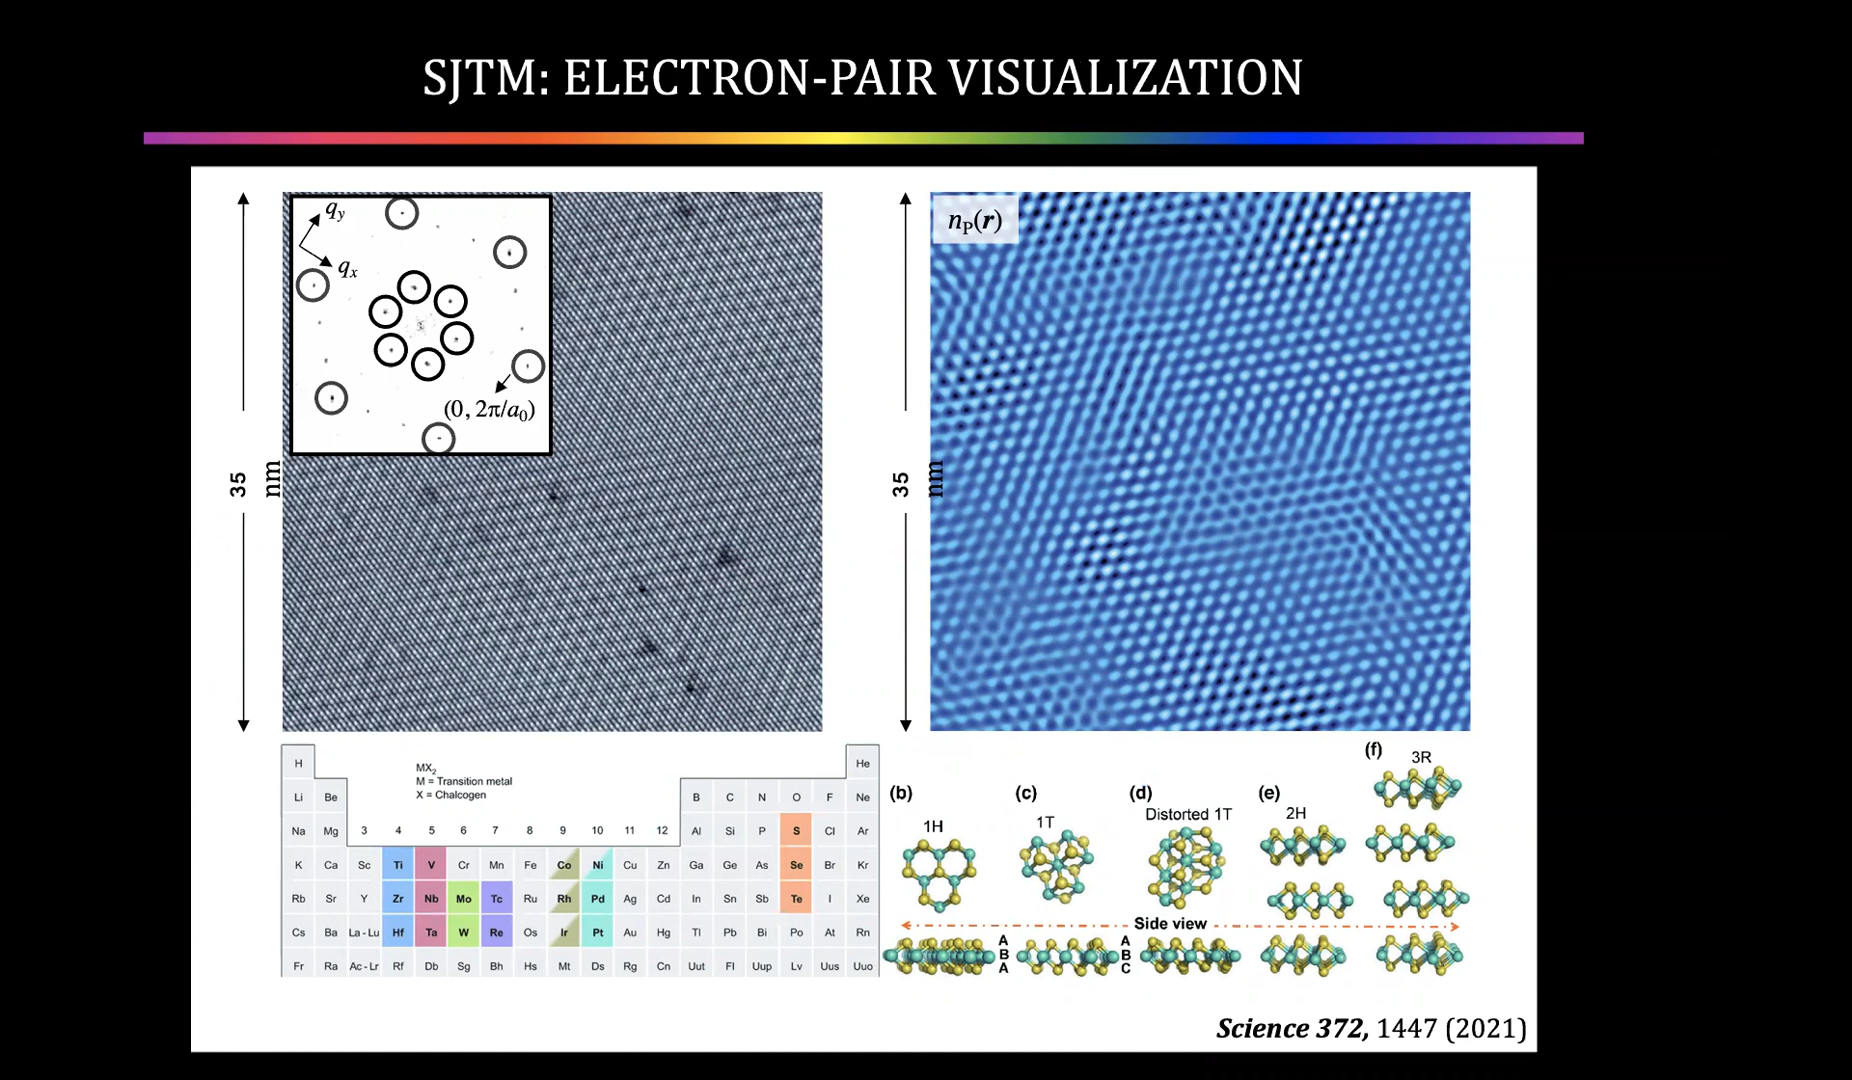 SJTM: ELECTRON-PAIR VISUALIZATION
q_y
q_x
(0, 2π/a₀)
35 nm
n_P(r)
35 nm
MX₂
M = Transition metal
X = Chalcogen
H He
Li Be B C N O F Ne
Na Mg 3 4 5 6 7 8 9 10 11 12 Al Si P S Cl Ar
K Ca Sc Ti V Cr Mn Fe Co Ni Cu Zn Ga Ge As Se Br Kr
Rb Sr Y Zr Nb Mo Tc Ru Rh Pd Ag Cd In Sn Sb Te I Xe
Cs Ba La - Lu Hf Ta W Re Os Ir Pt Au Hg Tl Pb Bi Po At Rn
Fr Ra Ac - Lr Rf Db Sg Bh Hs Mt Ds Rg Cn Uut Fl Uup Lv Uus Uuo
(b)
1H
(c)
1T
(d)
Distorted 1T
(e)
2H
(f)
3R
Side view
A
B
A
A
B
C
Science 372, 1447 (2021)